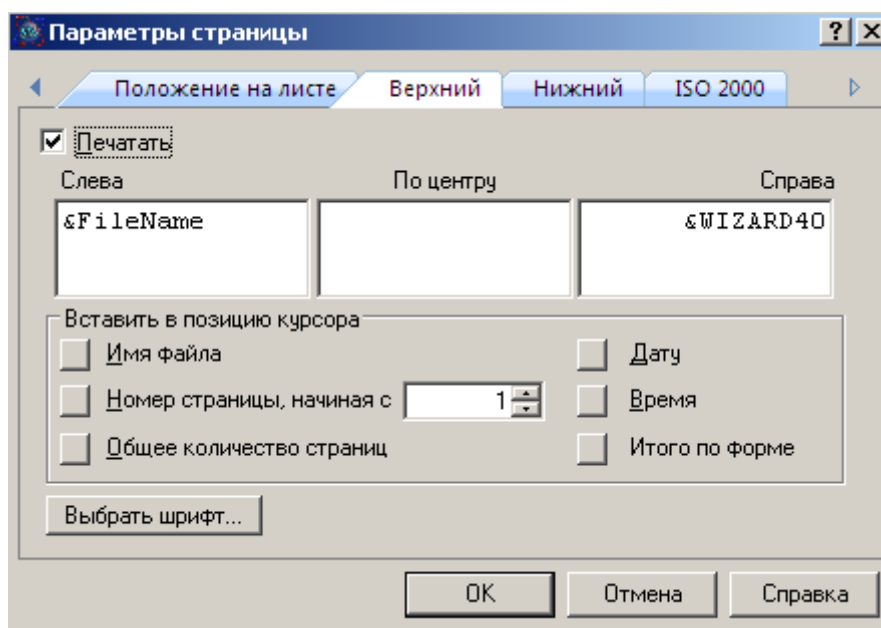 Параметры страницы
Положение на листе Верхний Нижний ISO 2000
Печатать
Слева По центру Справа
&FileName &WIZARD40
Вставить в позицию курсора
Имя файла Дату
Номер страницы, начиная с 1 Время
Общее количество страниц Итого по форме
Выбрать шрифт...
OK Отмена Справка